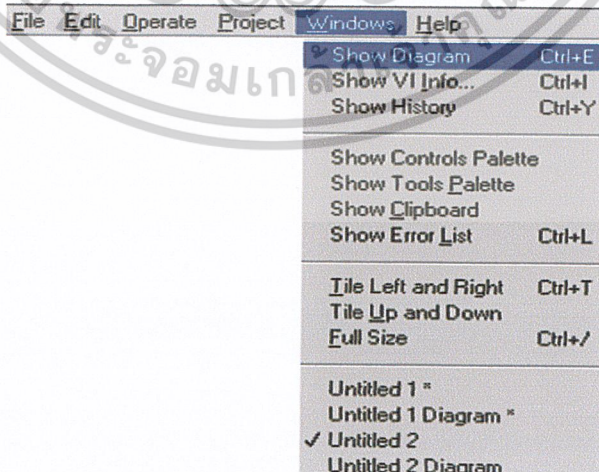 File Edit Operate Project Windows Help
Show Diagram Ctrl+E
Show VI Info... Ctrl+I
Show History Ctrl+Y
Show Controls Palette
Show Tools Palette
Show Clipboard
Show Error List Ctrl+L
Tile Left and Right Ctrl+T
Tile Up and Down
Full Size Ctrl+/
Untitled 1 *
Untitled 1 Diagram *
✓ Untitled 2
Untitled 2 Diagram